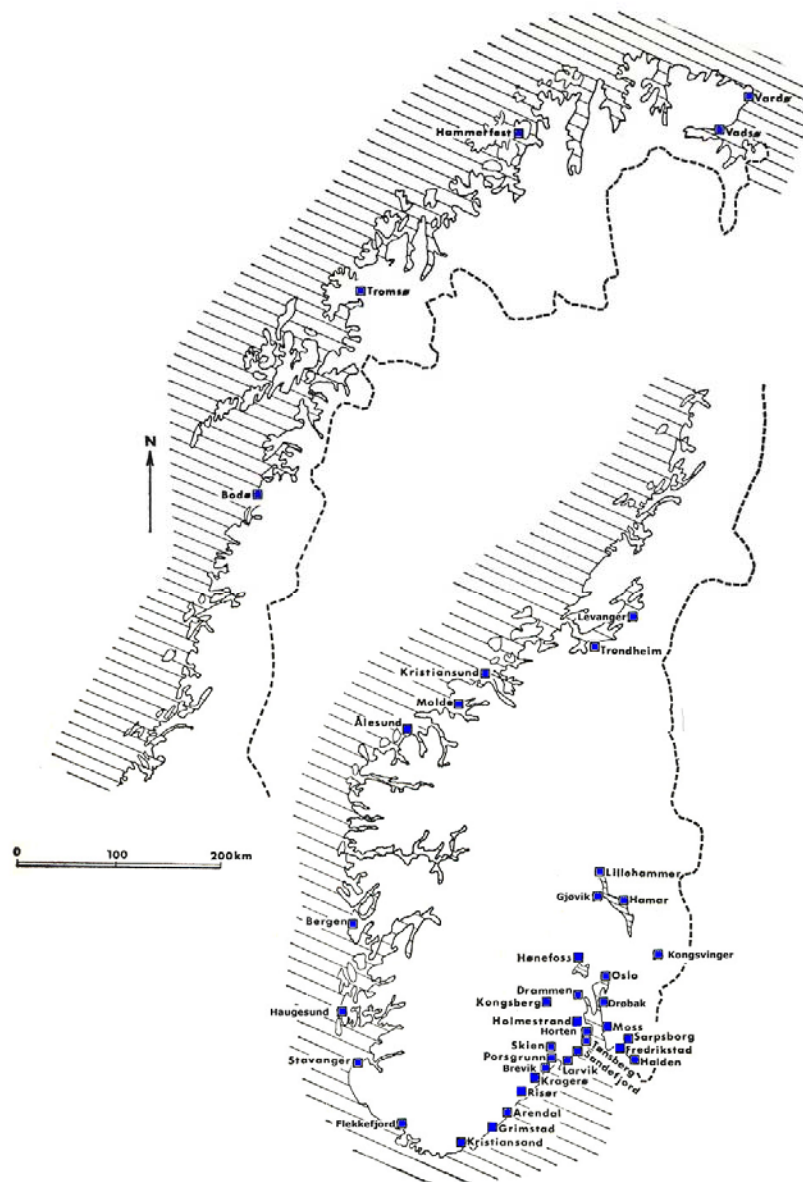 Vardø
Hammerfest
Vadsø
Tromsø
N
Bodø
Levanger
Trondheim
Kristiansund
Molde
Ålesund
0 100 200km
Lillehammer
Gjøvik
Hamar
Bergen
Kongsvinger
Hønefoss
Oslo
Drammen
Kongsberg
Drøbak
Haugesund
Holmestrand
Moss
Horten
Sarpsborg
Tønsberg
Fredrikstad
Skien
Sandefjord
Porsgrunn
Halden
Stavanger
Larvik
Brevik
Kragerø
Risør
Arendal
Flekkefjord
Grimstad
Kristiansand